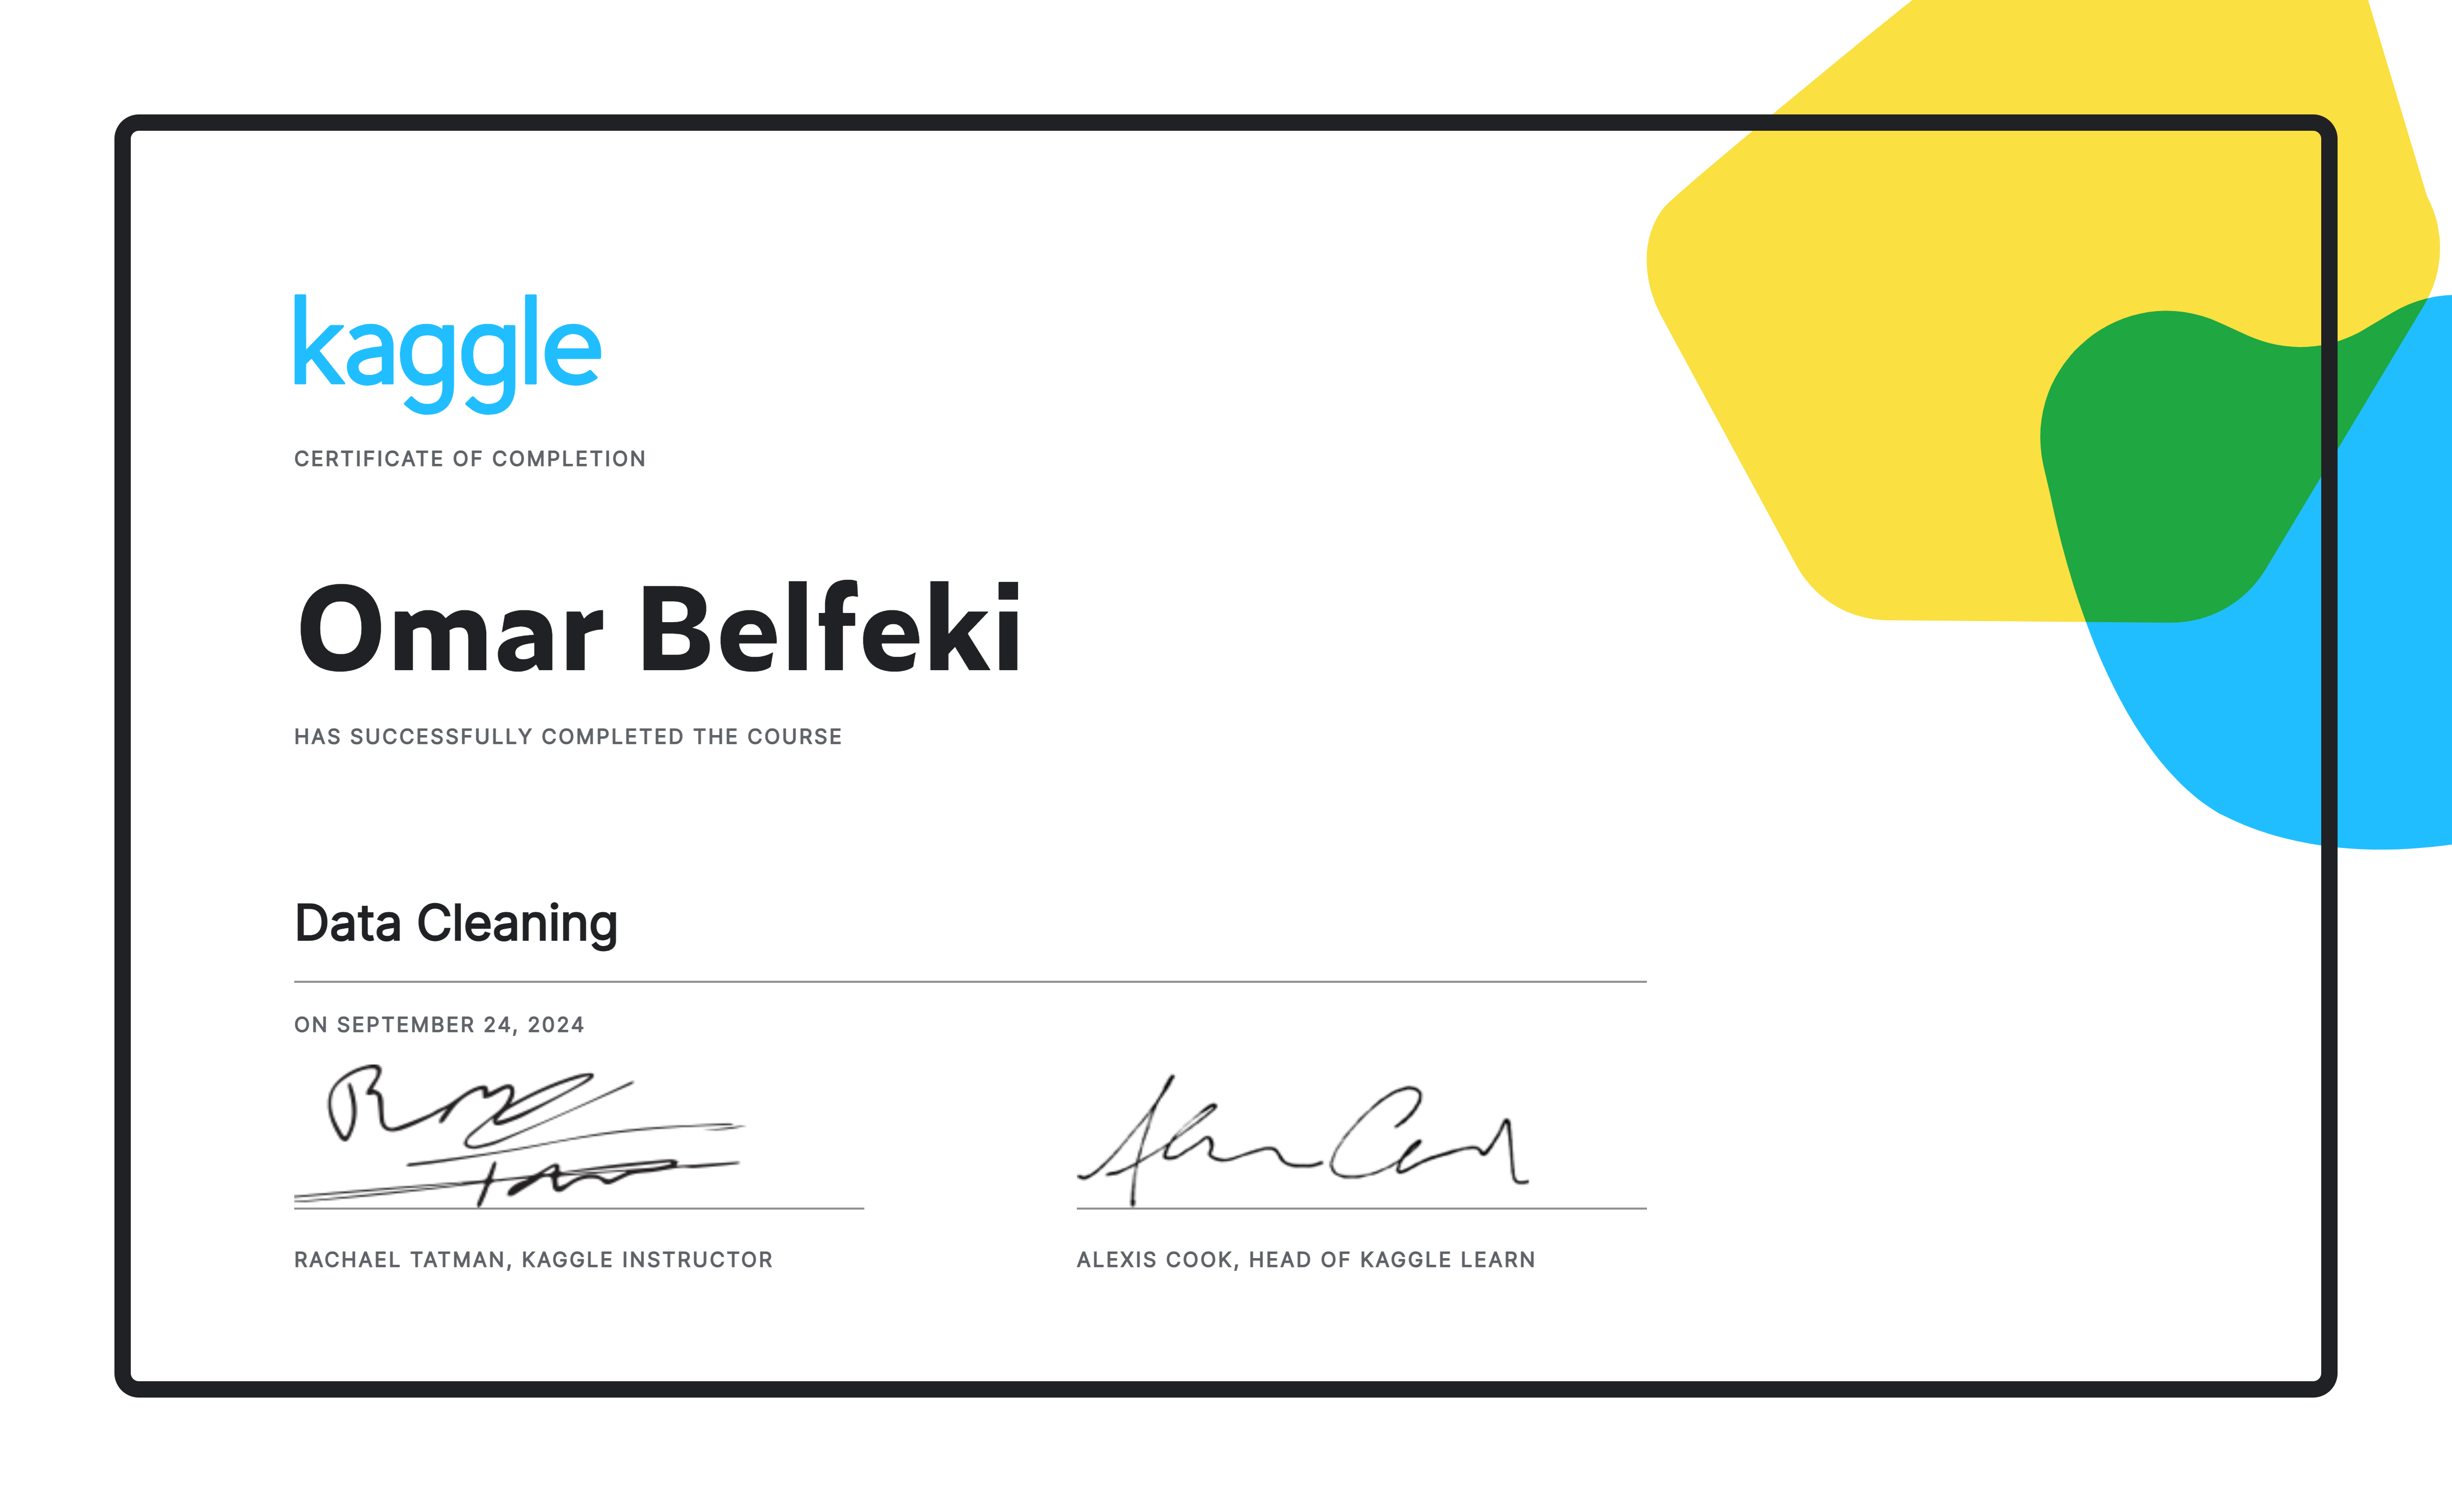 kaggle
CERTIFICATE OF COMPLETION
Omar Belfeki
HAS SUCCESSFULLY COMPLETED THE COURSE
Data Cleaning
ON SEPTEMBER 24, 2024
RACHAEL TATMAN, KAGGLE INSTRUCTOR
ALEXIS COOK, HEAD OF KAGGLE LEARN